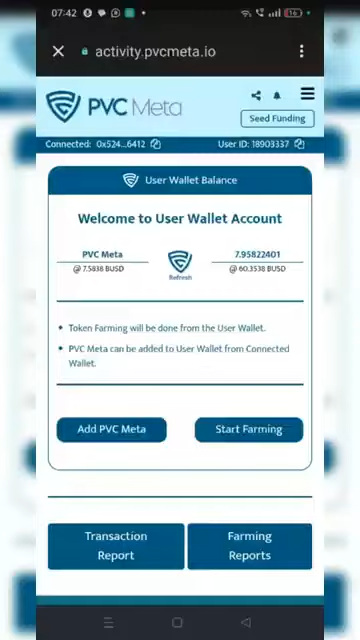 07:42
16
activity.pvcmeta.io
PVC Meta
Seed Funding
Connected: 0x524...6412 User ID: 18903337
User Wallet Balance
Welcome to User Wallet Account
PVC Meta
@ 7.5838 BUSD
Refresh
7.95822401
@ 60.3538 BUSD
Token Farming will be done from the User Wallet.
PVC Meta can be added to User Wallet from Connected
Wallet.
Add PVC Meta
Start Farming
Transaction
Report
Farming
Reports